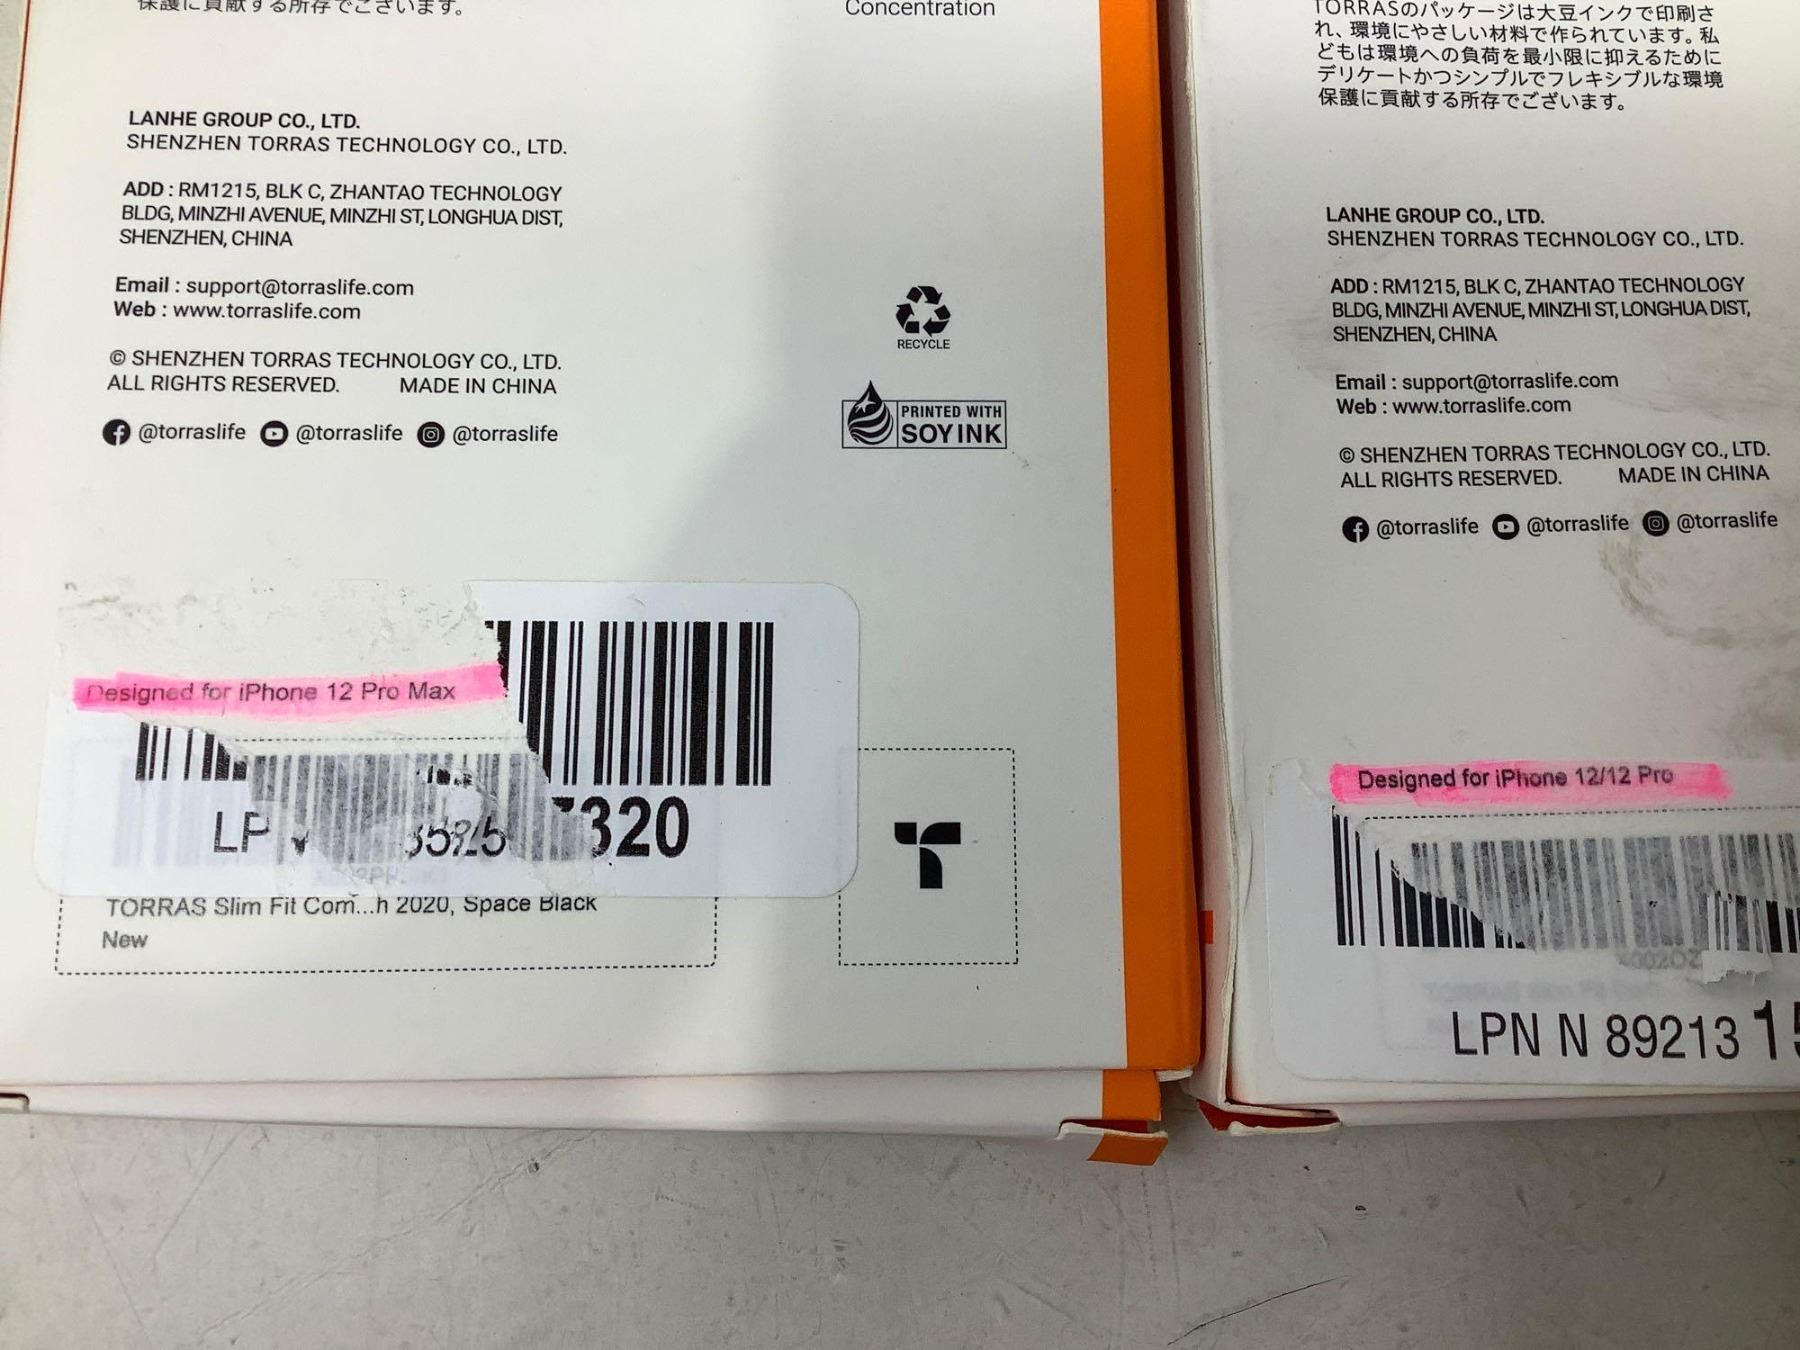 保護に貢献する所存でございます。
Concentration
LANHE GROUP CO., LTD.
SHENZHEN TORRAS TECHNOLOGY CO., LTD.
ADD : RM1215, BLK C, ZHANTAO TECHNOLOGY
BLDG, MINZHI AVENUE, MINZHI ST, LONGHUA DIST,
SHENZHEN, CHINA
Email : support@torraslife.com
Web : www.torraslife.com
© SHENZHEN TORRAS TECHNOLOGY CO., LTD.
ALL RIGHTS RESERVED. MADE IN CHINA
@torraslife @torraslife @torraslife
RECYCLE
PRINTED WITH
SOY INK
Designed for iPhone 12 Pro Max
LP 320
TORRAS Slim Fit Com...h 2020, Space Black
New
TORRASのパッケージは大豆インクで印刷さ
れ、環境にやさしい材料で作られています。私
どもは環境への負荷を最小限に抑えるために
デリケートかつシンプルでフレキシブルな環境
保護に貢献する所存でございます。
LANHE GROUP CO., LTD.
SHENZHEN TORRAS TECHNOLOGY CO., LTD.
ADD : RM1215, BLK C, ZHANTAO TECHNOLOGY
BLDG, MINZHI AVENUE, MINZHI ST, LONGHUA DIST,
SHENZHEN, CHINA
Email : support@torraslife.com
Web : www.torraslife.com
© SHENZHEN TORRAS TECHNOLOGY CO., LTD.
ALL RIGHTS RESERVED. MADE IN CHINA
@torraslife @torraslife @torraslife
Designed for iPhone 12/12 Pro
LPN N 89213 1